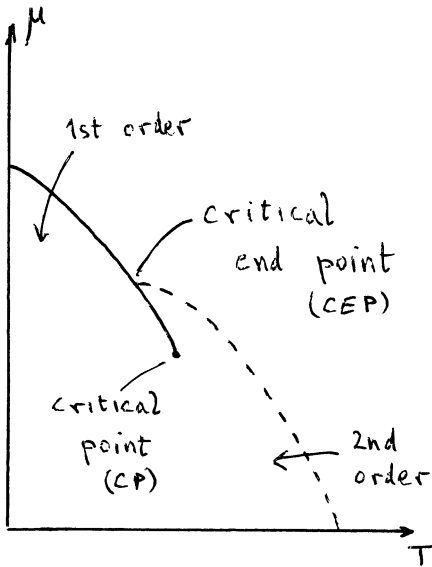 μ
1st order
critical
end point
(CEP)
critical
point
(CP)
2nd
order
T